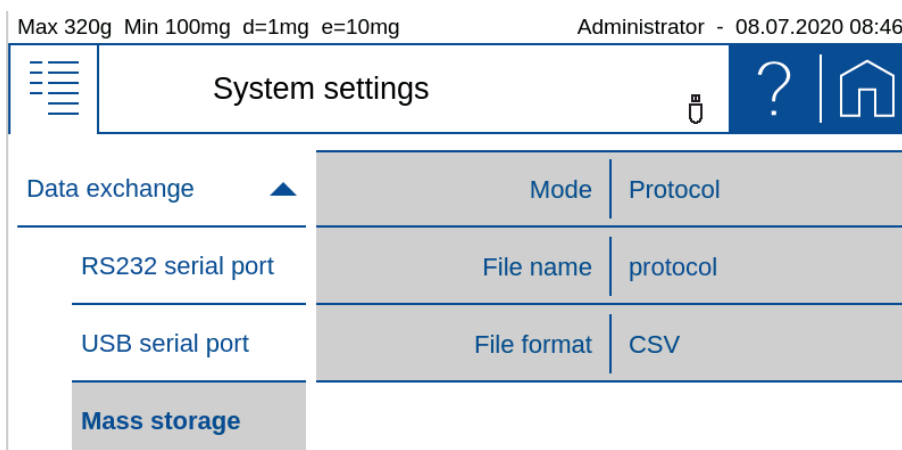 Max 320g Min 100mg d=1mg e=10mg Administrator - 08.07.2020 08:46
System settings ?
Data exchange Mode Protocol
RS232 serial port File name protocol
USB serial port File format CSV
Mass storage